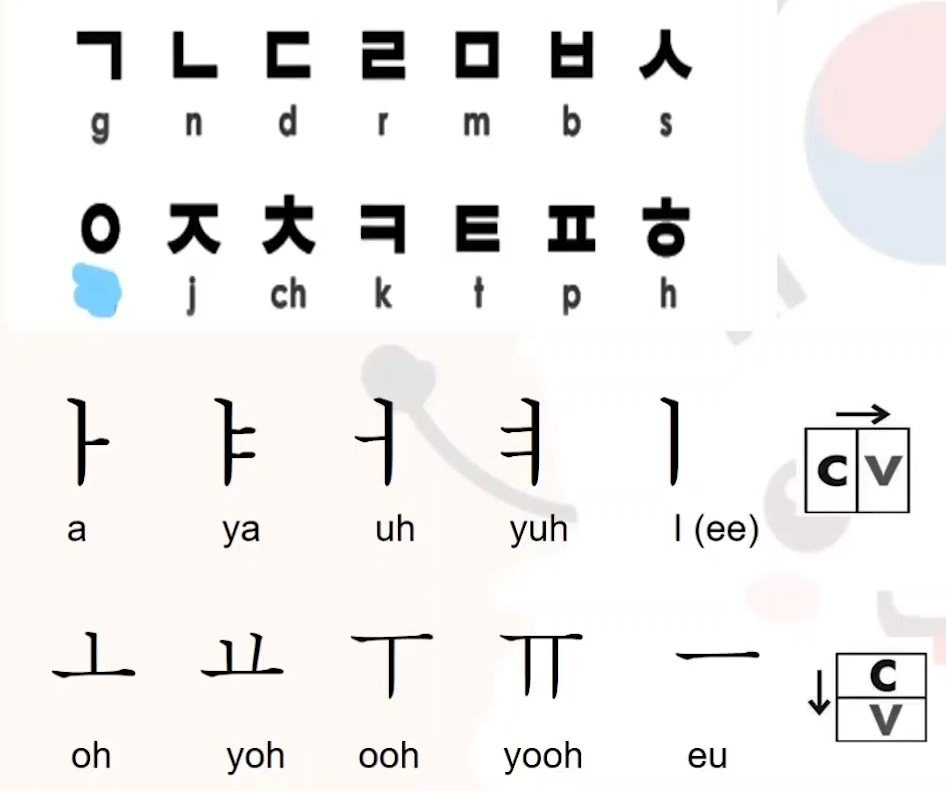 ㄱ ㄴ ㄷ ㄹ ㅁ ㅂ ㅅ
g n d r m b s
ㅇ ㅈ ㅊ ㅋ ㅌ ㅍ ㅎ
j ch k t p h
ㅏ ㅑ ㅓ ㅕ ㅣ
a ya uh yuh I (ee)
C V
ㅗ ㅛ ㅜ ㅠ ㅡ
oh yoh ooh yooh eu
C
V